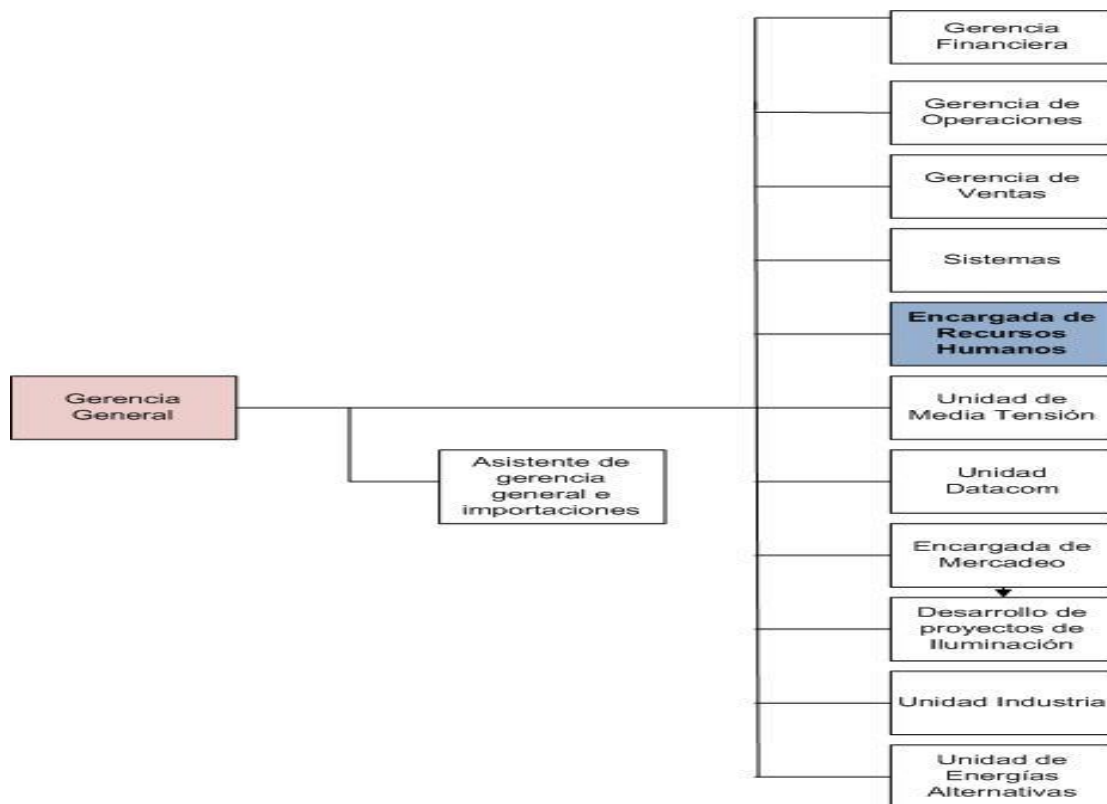 Gerencia
Financiera
Gerencia de
Operaciones
Gerencia de
Ventas
Sistemas
Encargada de
Recursos
Humanos
Gerencia
General
Unidad de
Media Tensión
Asistente de
gerencia
general e
importaciones
Unidad
Datacom
Encargada de
Mercadeo
Desarrollo de
proyectos de
Iluminación
Unidad Industria
Unidad de
Energías
Alternativas